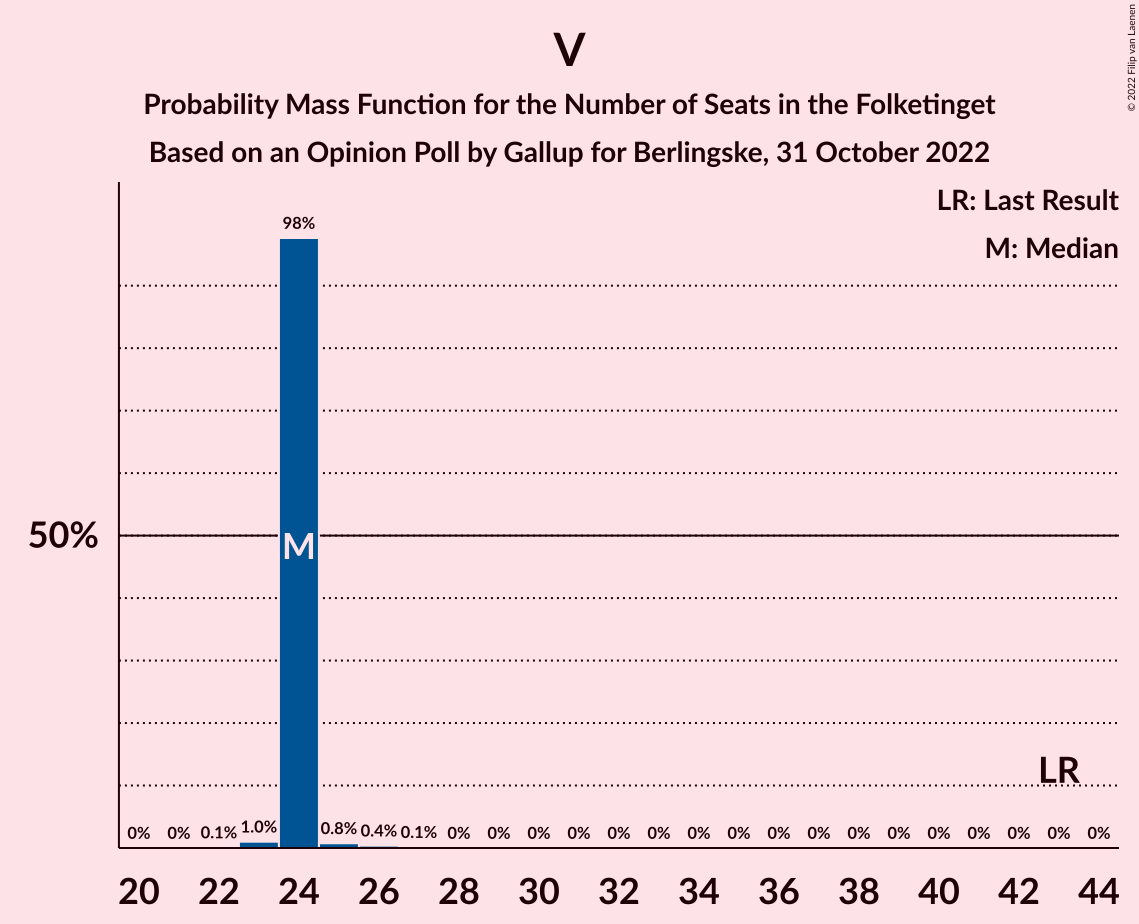 V
Probability Mass Function for the Number of Seats in the Folketinget
Based on an Opinion Poll by Gallup for Berlingske, 31 October 2022
© 2022 Filip van Laenen
LR: Last Result
M: Median
98%
50%
M
LR
0% 0% 0.1% 1.0% 0.8% 0.4% 0.1% 0% 0% 0% 0% 0% 0% 0% 0% 0% 0% 0% 0% 0% 0% 0% 0% 0%
20 22 24 26 28 30 32 34 36 38 40 42 44